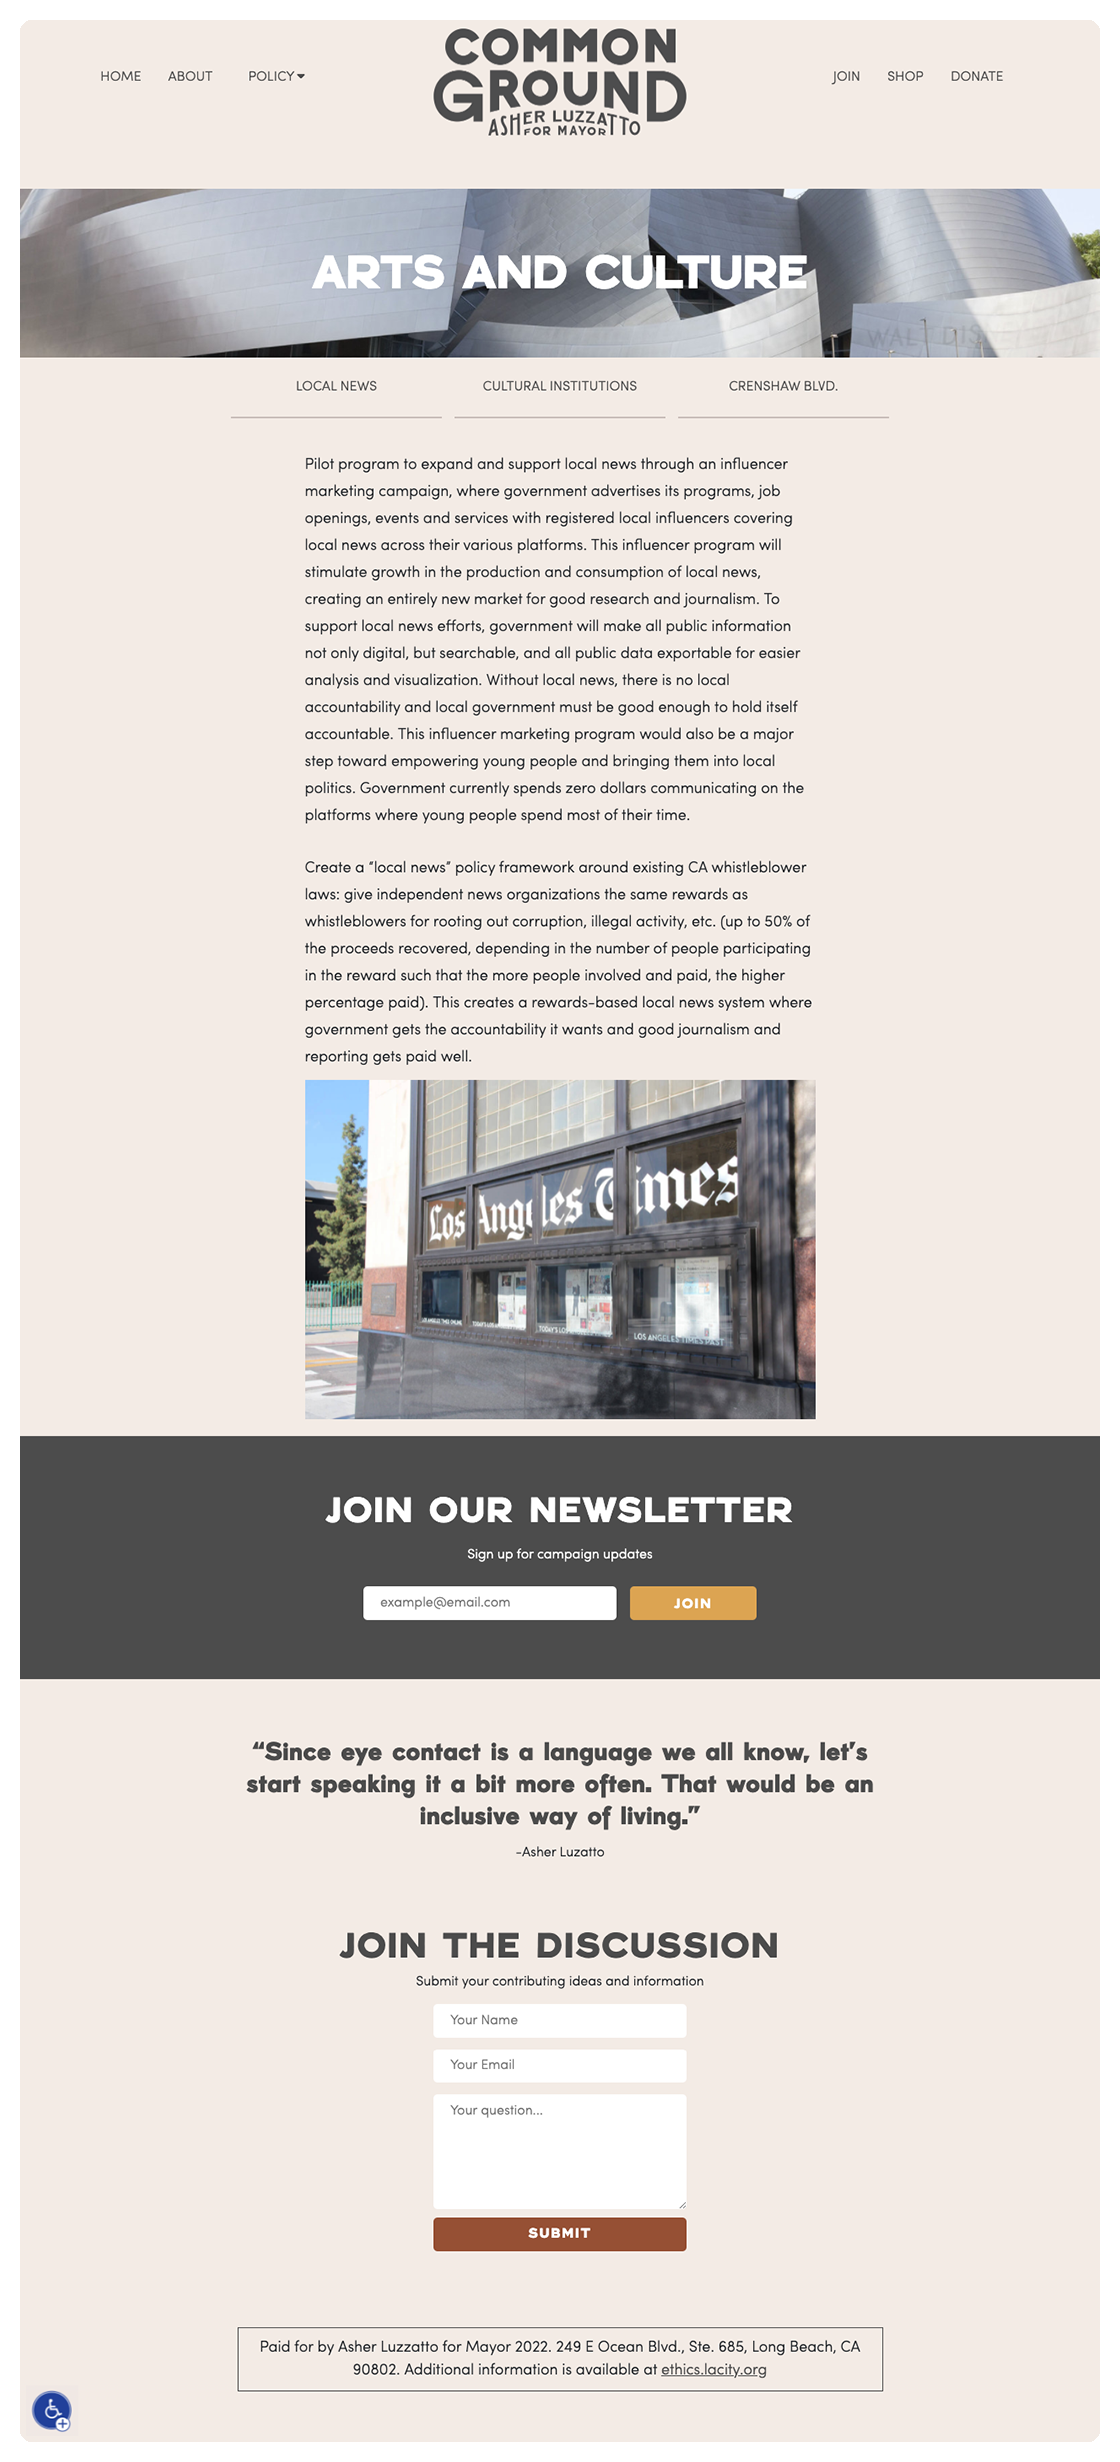 COMMON
GROUND
ASHER LUZZATTO
FOR MAYOR
HOME
ABOUT
POLICY
JOIN
SHOP
DONATE
ARTS AND CULTURE
WALT DIS
LOCAL NEWS
CULTURAL INSTITUTIONS
CRENSHAW BLVD.
Pilot program to expand and support local news through an influencer
marketing campaign, where government advertises its programs, job
openings, events and services with registered local influencers covering
local news across their various platforms. This influencer program will
stimulate growth in the production and consumption of local news,
creating an entirely new market for good research and journalism. To
support local news efforts, government will make all public information
not only digital, but searchable, and all public data exportable for easier
analysis and visualization. Without local news, there is no local
accountability and local government must be good enough to hold itself
accountable. This influencer marketing program would also be a major
step toward empowering young people and bringing them into local
politics. Government currently spends zero dollars communicating on the
platforms where young people spend most of their time.
Create a “local news” policy framework around existing CA whistleblower
laws: give independent news organizations the same rewards as
whistleblowers for rooting out corruption, illegal activity, etc. (up to 50% of
the proceeds recovered, depending in the number of people participating
in the reward such that the more people involved and paid, the higher
percentage paid). This creates a rewards-based local news system where
government gets the accountability it wants and good journalism and
reporting gets paid well.
Los Angeles Times
LOS ANGELES TIMES PAST
JOIN OUR NEWSLETTER
Sign up for campaign updates
example@email.com
JOIN
“Since eye contact is a language we all know, let’s
start speaking it a bit more often. That would be an
inclusive way of living.”
-Asher Luzatto
JOIN THE DISCUSSION
Submit your contributing ideas and information
Your Name
Your Email
Your question...
SUBMIT
Paid for by Asher Luzzatto for Mayor 2022. 249 E Ocean Blvd., Ste. 685, Long Beach, CA
90802. Additional information is available at ethics.lacity.org